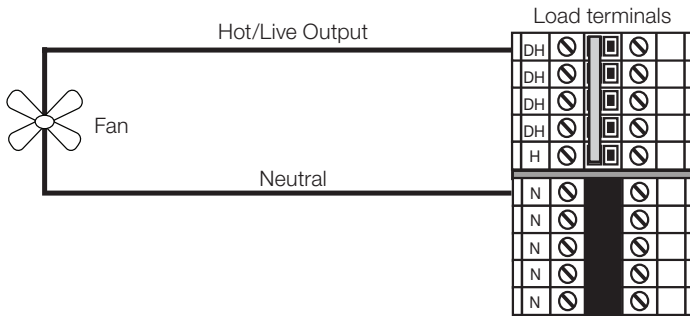 Load terminals
Hot/Live Output
DH
DH
DH
DH
H
Fan
Neutral
N
N
N
N
N